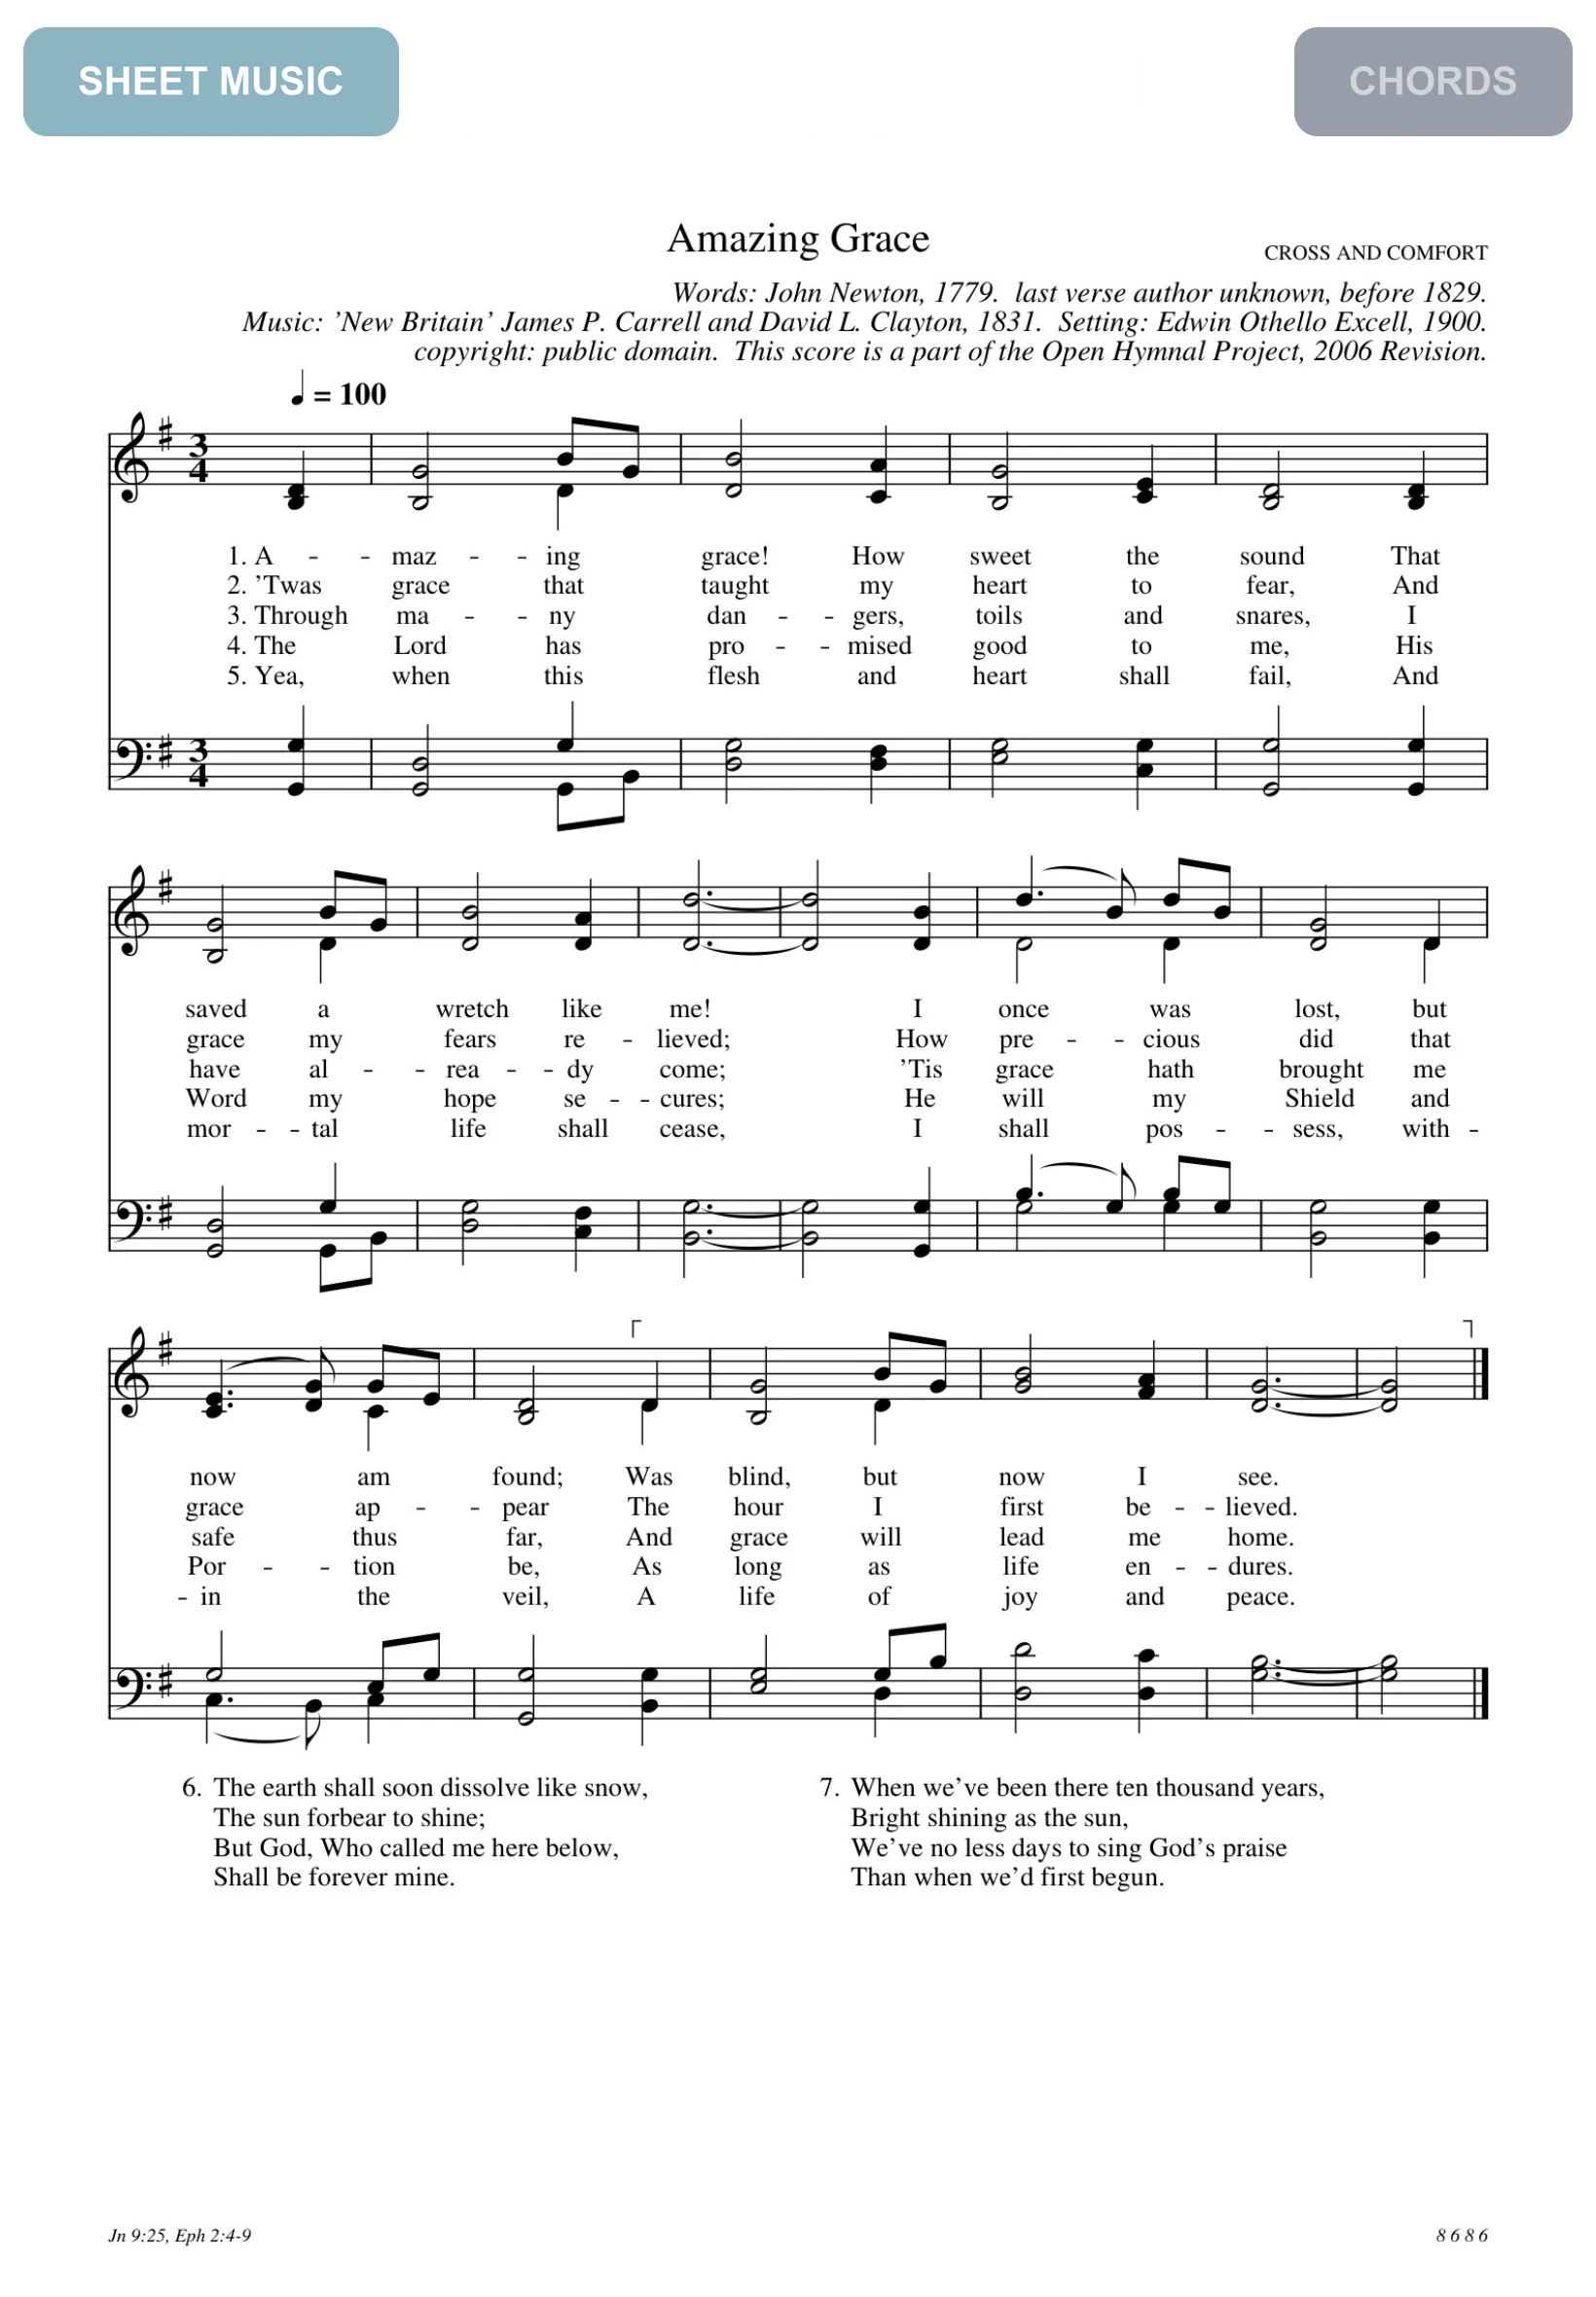 SHEET MUSIC
CHORDS
Amazing Grace
CROSS AND COMFORT
Words: John Newton, 1779.  last verse author unknown, before 1829.
Music: ’New Britain’ James P. Carrell and David L. Clayton, 1831.  Setting: Edwin Othello Excell, 1900.
copyright: public domain.  This score is a part of the Open Hymnal Project, 2006 Revision.
= 100
3
4
1. A - - maz - - ing grace! How sweet the sound That
2. ’Twas grace that taught my heart to fear, And
3. Through ma - - ny dan - - gers, toils and snares, I
4. The Lord has pro - - mised good to me, His
5. Yea, when this flesh and heart shall fail, And
3
4
saved a wretch like me! I once was lost, but
grace my fears re - lieved; How pre - - cious did that
have al - - rea - - dy come; ’Tis grace hath brought me
Word my hope se - - cures; He will my Shield and
mor - - tal life shall cease, I shall pos - - sess, with -
now am found; Was blind, but now I see.
grace ap - - pear The hour I first be - - lieved.
safe thus far, And grace will lead me home.
Por - - tion be, As long as life en - - dures.
- in the veil, A life of joy and peace.
6. The earth shall soon dissolve like snow,
The sun forbear to shine;
But God, Who called me here below,
Shall be forever mine.
7. When we’ve been there ten thousand years,
Bright shining as the sun,
We’ve no less days to sing God’s praise
Than when we’d first begun.
Jn 9:25, Eph 2:4-9
8 6 8 6